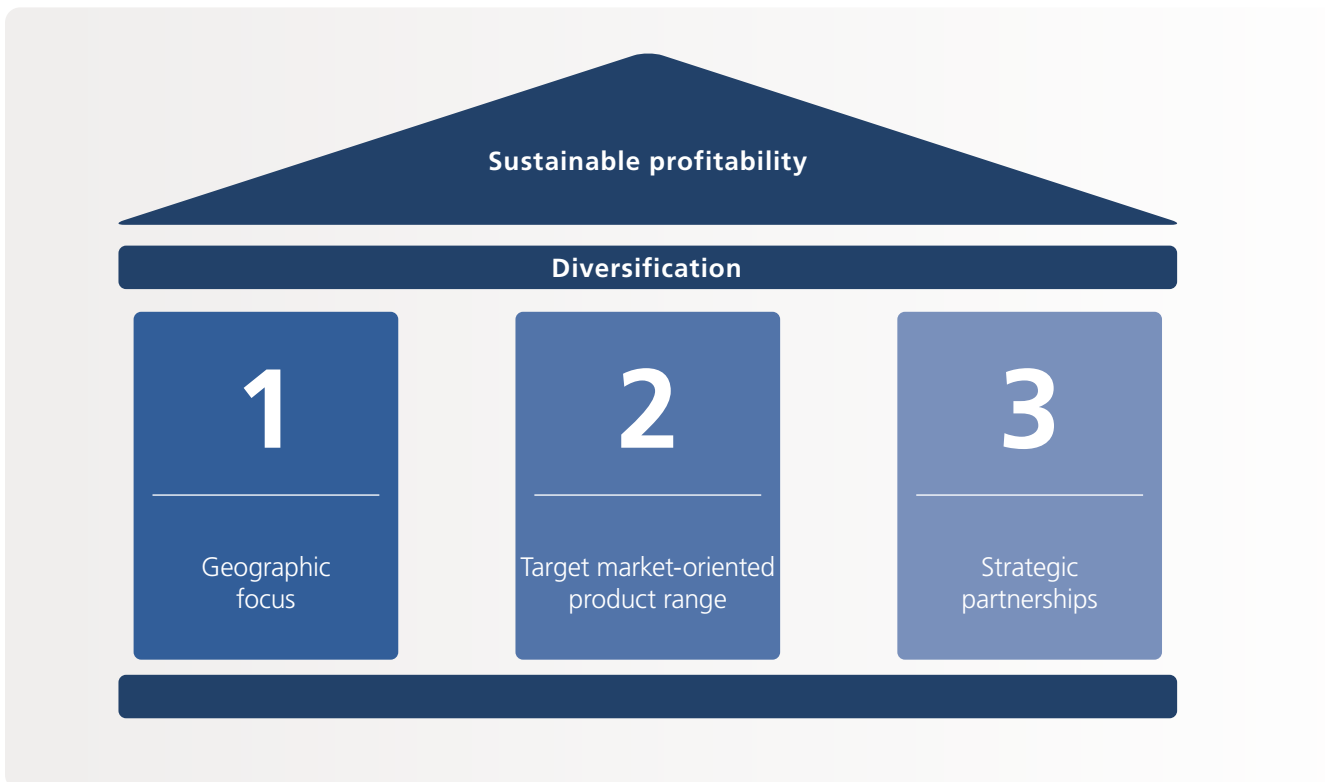 Sustainable profitability
Diversification
1
Geographic
focus
2
Target market-oriented
product range
3
Strategic
partnerships